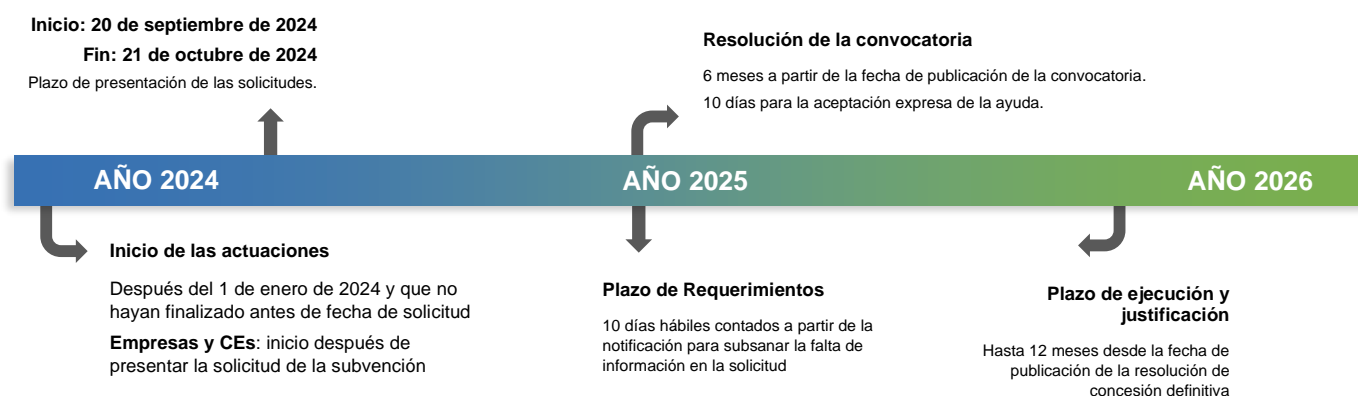 Inicio: 20 de septiembre de 2024
Fin: 21 de octubre de 2024
Plazo de presentación de las solicitudes.
Resolución de la convocatoria
6 meses a partir de la fecha de publicación de la convocatoria.
10 días para la aceptación expresa de la ayuda.
AÑO 2024
AÑO 2025
AÑO 2026
Inicio de las actuaciones
Después del 1 de enero de 2024 y que no
hayan finalizado antes de fecha de solicitud
Empresas y CEs: inicio después de
presentar la solicitud de la subvención
Plazo de Requerimientos
10 días hábiles contados a partir de la
notificación para subsanar la falta de
información en la solicitud
Plazo de ejecución y
justificación
Hasta 12 meses desde la fecha de
publicación de la resolución de
concesión definitiva